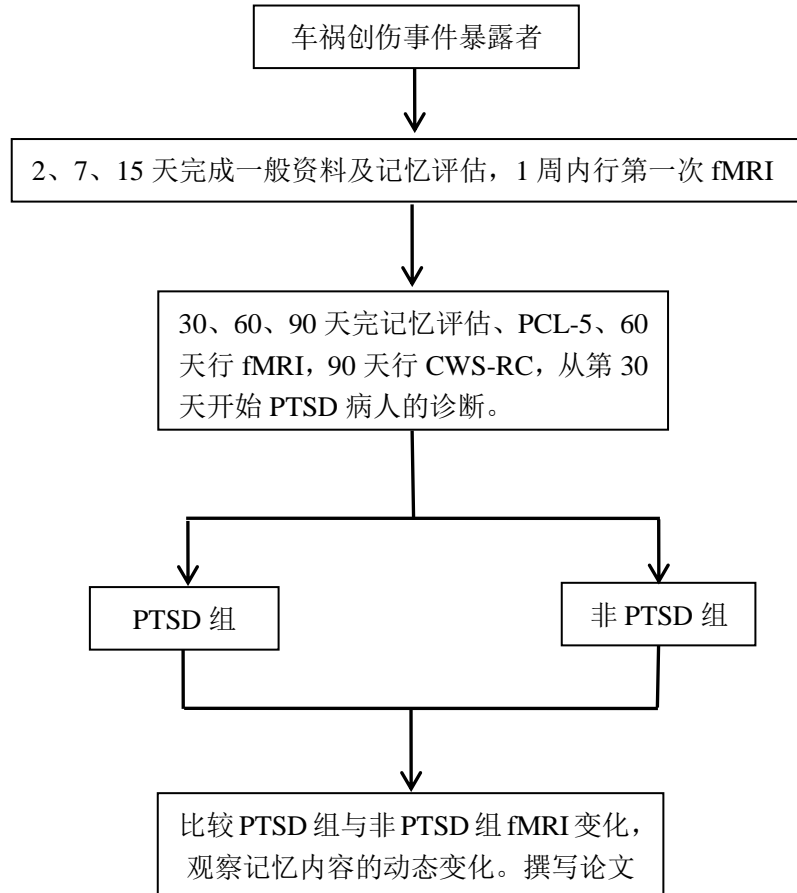 车祸创伤事件暴露者
2、7、15 天完成一般资料及记忆评估，1 周内行第一次 fMRI
30、60、90 天完记忆评估、PCL-5、60
天行 fMRI，90 天行 CWS-RC，从第 30
天开始 PTSD 病人的诊断。
PTSD 组
非 PTSD 组
比较 PTSD 组与非 PTSD 组 fMRI 变化，
观察记忆内容的动态变化。撰写论文